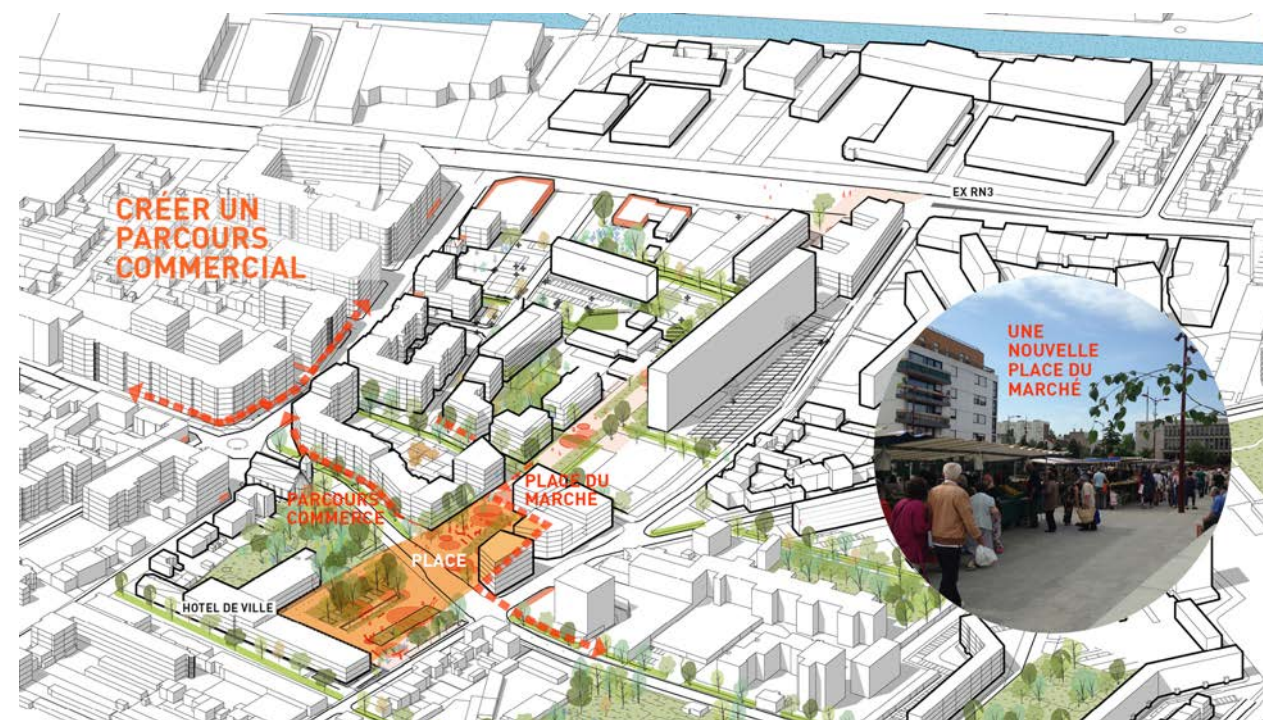 CRÉER UN
PARCOURS
COMMERCIAL
EX RN3
UNE
NOUVELLE
PLACE DU
MARCHÉ
PLACE DU
MARCHÉ
PARCOURS
COMMERCE
PLACE
HOTEL DE VILLE